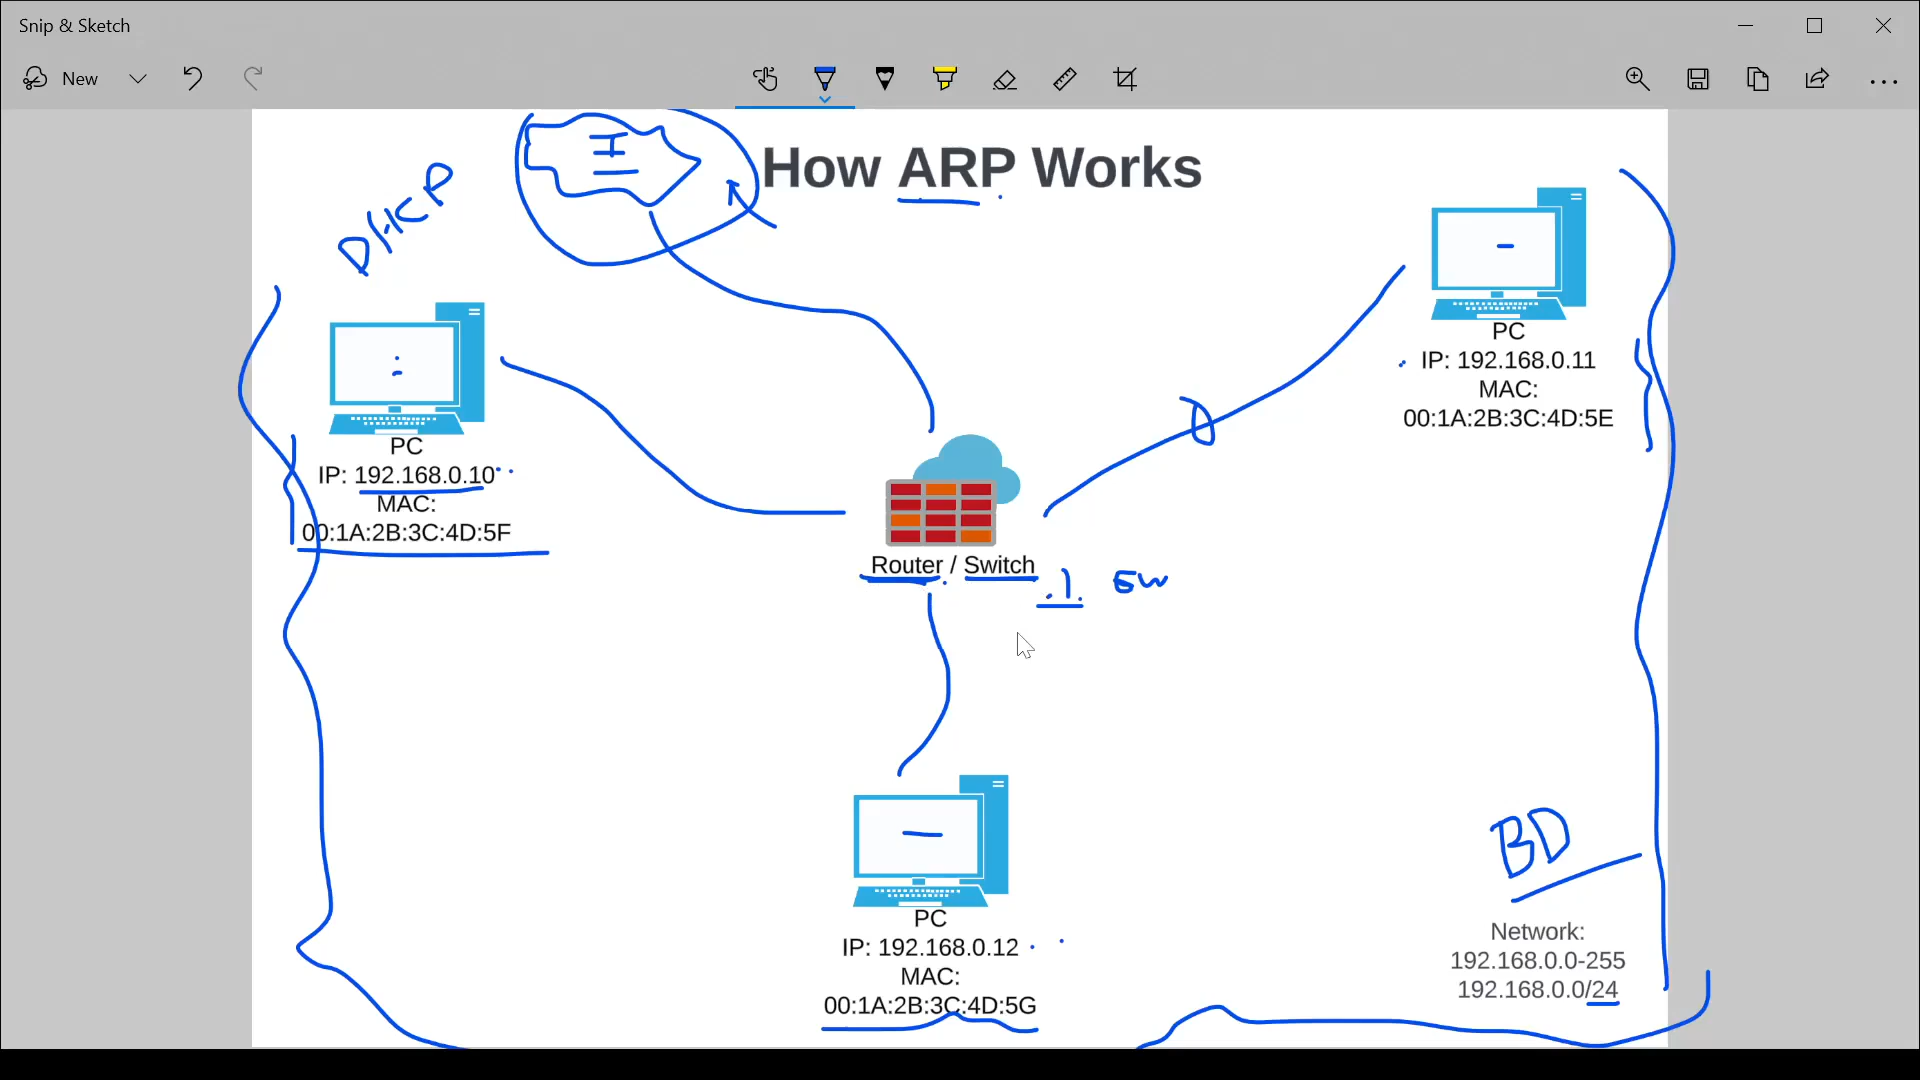 Snip & Sketch
New
How ARP Works
I
DHCP
PC
IP: 192.168.0.11
MAC:
00:1A:2B:3C:4D:5E
PC
IP: 192.168.0.10
MAC:
00:1A:2B:3C:4D:5F
Router / Switch
.1. SW
PC
IP: 192.168.0.12
MAC:
00:1A:2B:3C:4D:5G
BD
Network:
192.168.0.0-255
192.168.0.0/24